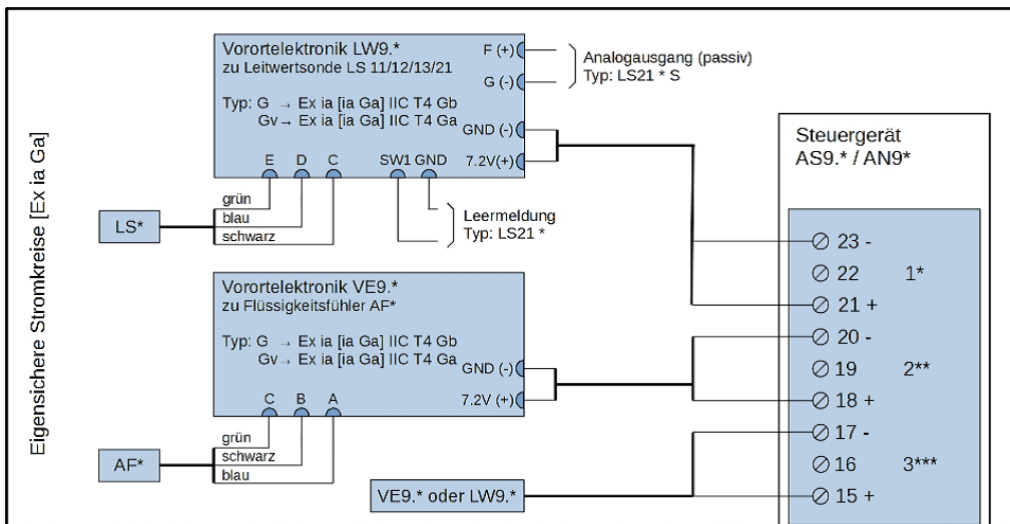 Eigensichere Stromkreise [Ex ia Ga]
Vorortelektronik LW9.*
zu Leitwertsonde LS 11/12/13/21
Typ: G → Ex ia [ia Ga] IIC T4 Gb
Gv→ Ex ia [ia Ga] IIC T4 Ga
F (+)
G (-)
GND (-)
7.2V(+)
E D C SW1 GND
Analogausgang (passiv)
Typ: LS21 * S
LS*
grün
blau
schwarz
Leermeldung
Typ: LS21 *
Vorortelektronik VE9.*
zu Flüssigkeitsfühler AF*
Typ: G → Ex ia [ia Ga] IIC T4 Gb
Gv→ Ex ia [ia Ga] IIC T4 Ga
GND (-)
7.2V (+)
C B A
AF*
grün
schwarz
blau
VE9.* oder LW9.*
Steuergerät
AS9.* / AN9*
23 -
22 1*
21 +
20 -
19 2**
18 +
17 -
16 3***
15 +